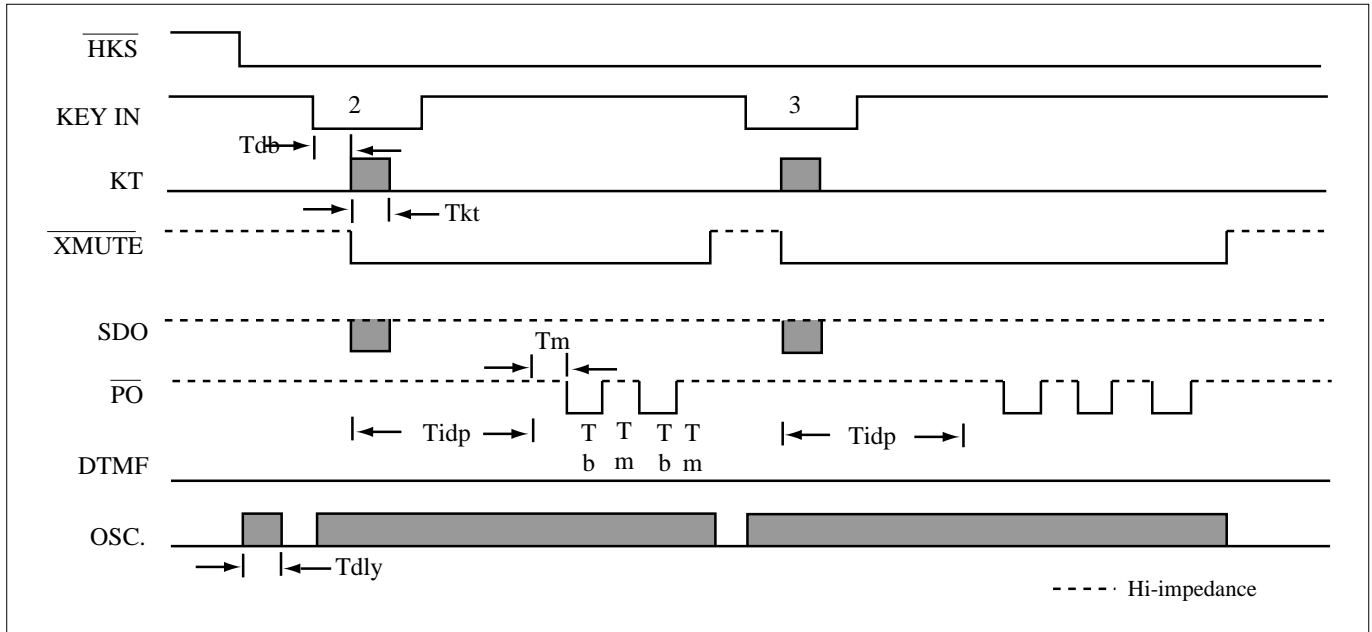 HKS
KEY IN 2 3
Tdb
KT
Tkt
XMUTE
SDO
Tm
PO
Tidp T b T m T b T m Tidp
DTMF
OSC.
Tdly
Hi-impedance